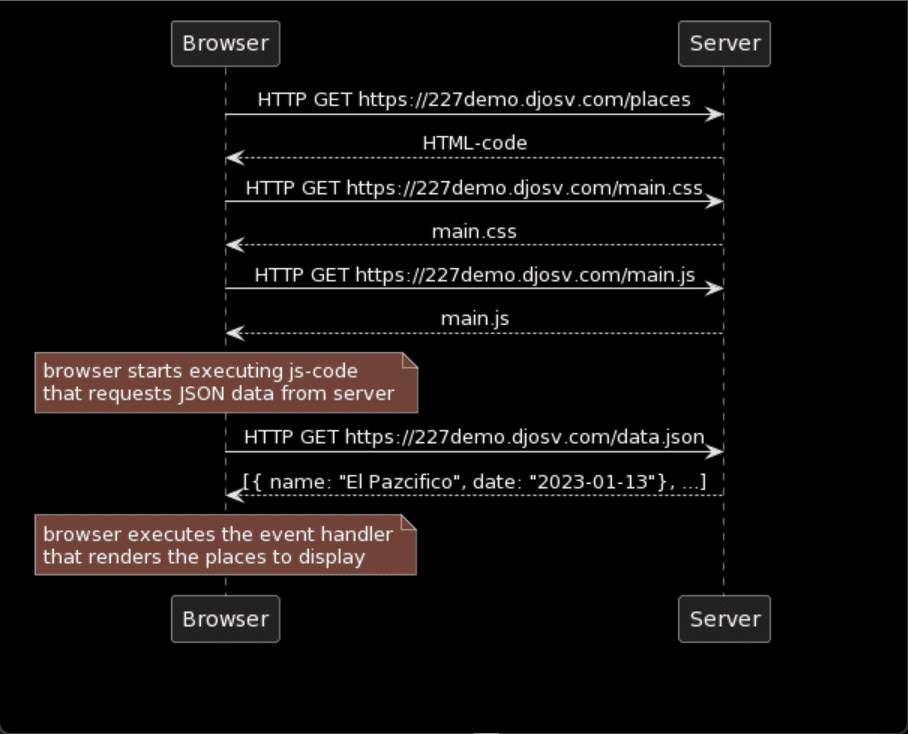 Browser
Server
HTTP GET https://227demo.djosv.com/places
HTML-code
HTTP GET https://227demo.djosv.com/main.css
main.css
HTTP GET https://227demo.djosv.com/main.js
main.js
browser starts executing js-code
that requests JSON data from server
HTTP GET https://227demo.djosv.com/data.json
[{ name: "El Pazcifico", date: "2023-01-13"}, ...]
browser executes the event handler
that renders the places to display
Browser
Server